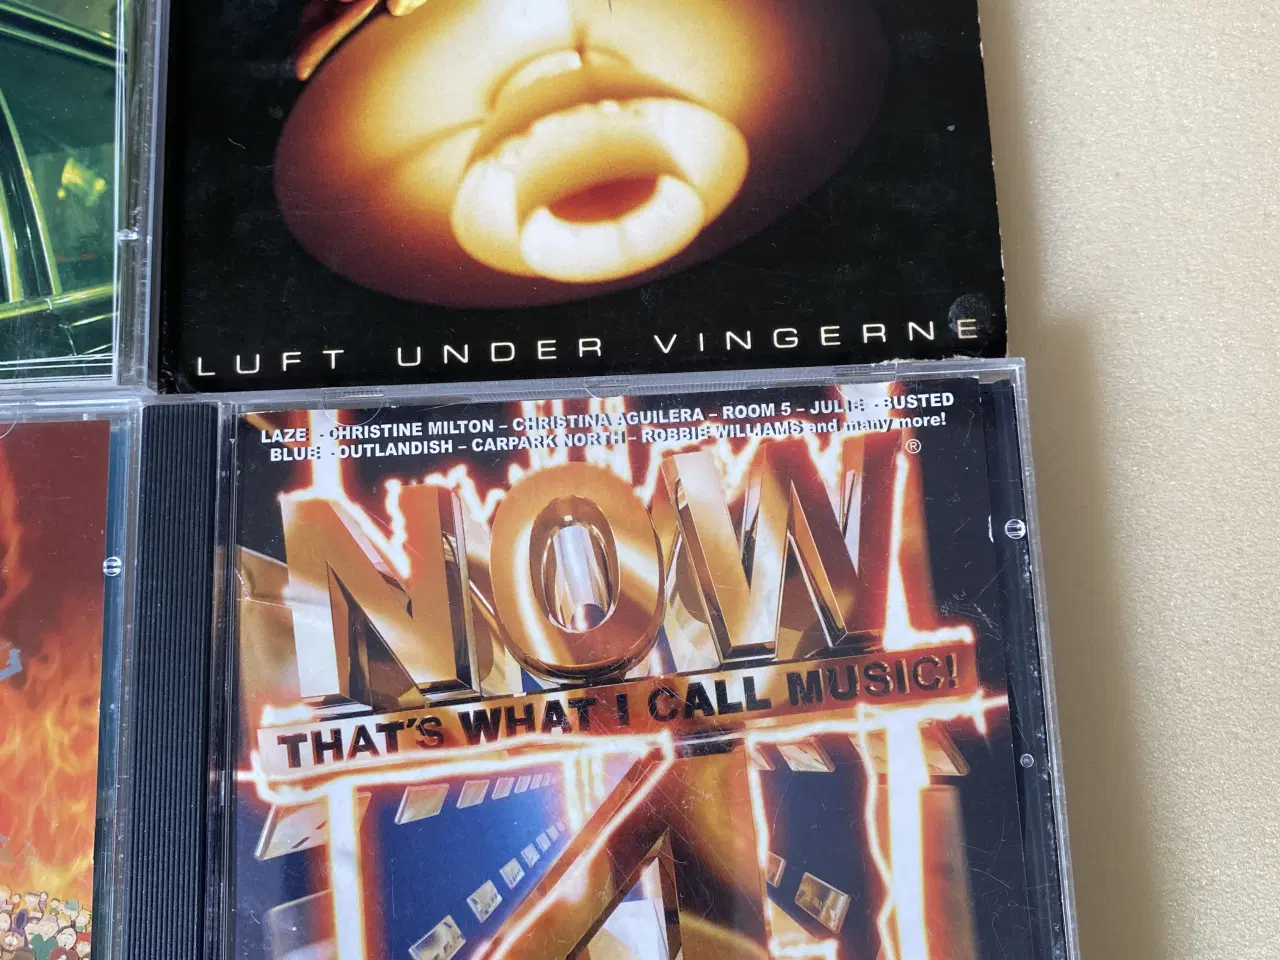 LUFT UNDER VINGERNE
LAZE - CHRISTINE MILTON – CHRISTINA AGUILERA – ROOM 5 – JULIE - BUSTED
BLUE - OUTLANDISH – CARPARK NORTH – ROBBIE WILLIAMS and many more!
NOW®
THAT'S WHAT I CALL MUSIC!